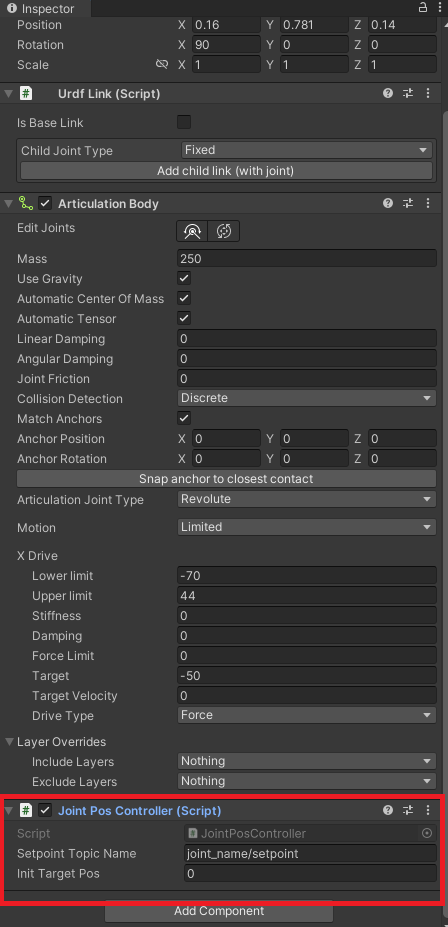 Inspector
Position X 0.16 Y 0.781 Z 0.14
Rotation X 90 Y 0 Z 0
Scale X 1 Y 1 Z 1
# Urdf Link (Script)
Is Base Link
Child Joint Type Fixed
Add child link (with joint)
Articulation Body
Edit Joints
Mass 250
Use Gravity
Automatic Center Of Mass
Automatic Tensor
Linear Damping 0
Angular Damping 0
Joint Friction 0
Collision Detection Discrete
Match Anchors
Anchor Position X 0 Y 0 Z 0
Anchor Rotation X 0 Y 0 Z 0
Snap anchor to closest contact
Articulation Joint Type Revolute
Motion Limited
X Drive
Lower limit -70
Upper limit 44
Stiffness 0
Damping 0
Force Limit 0
Target -50
Target Velocity 0
Drive Type Force
Layer Overrides
Include Layers Nothing
Exclude Layers Nothing
# Joint Pos Controller (Script)
Script # JointPosController
Setpoint Topic Name joint_name/setpoint
Init Target Pos 0
Add Component